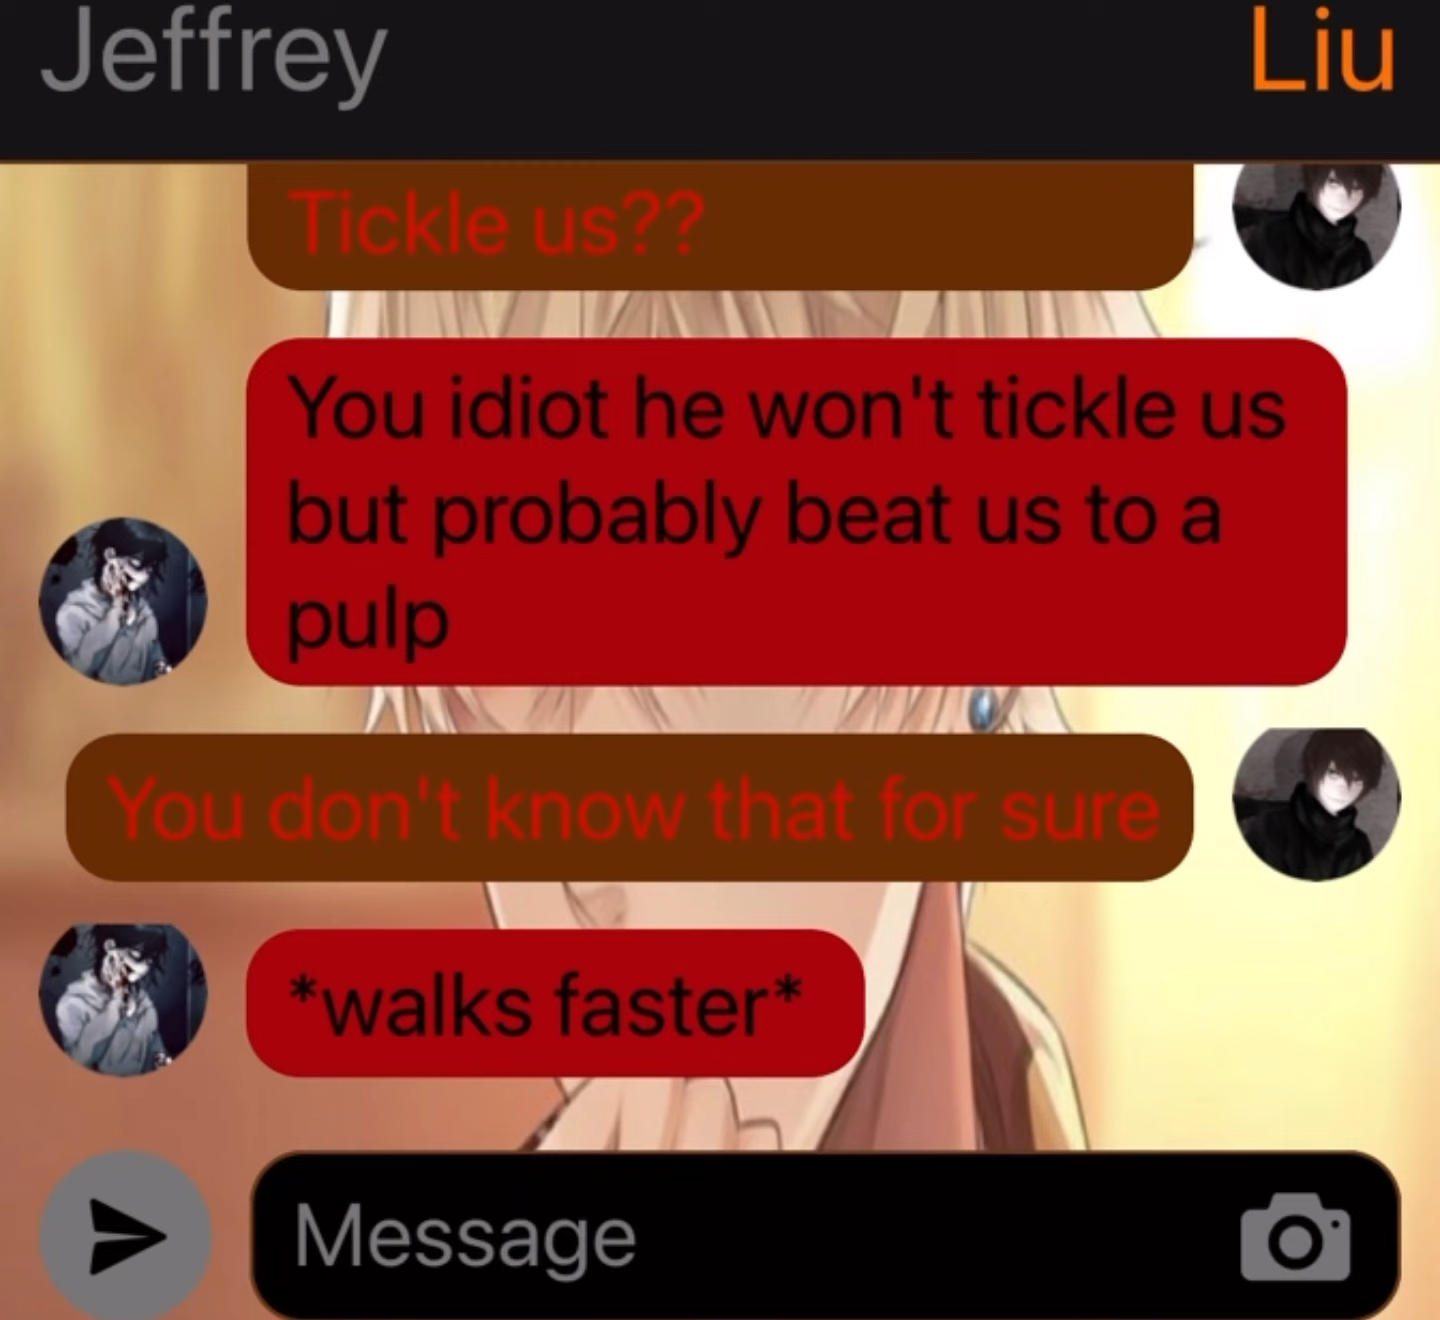 Jeffrey
Liu
Tickle us??
You idiot he won't tickle us
but probably beat us to a
pulp
You don't know that for sure
*walks faster*
Message